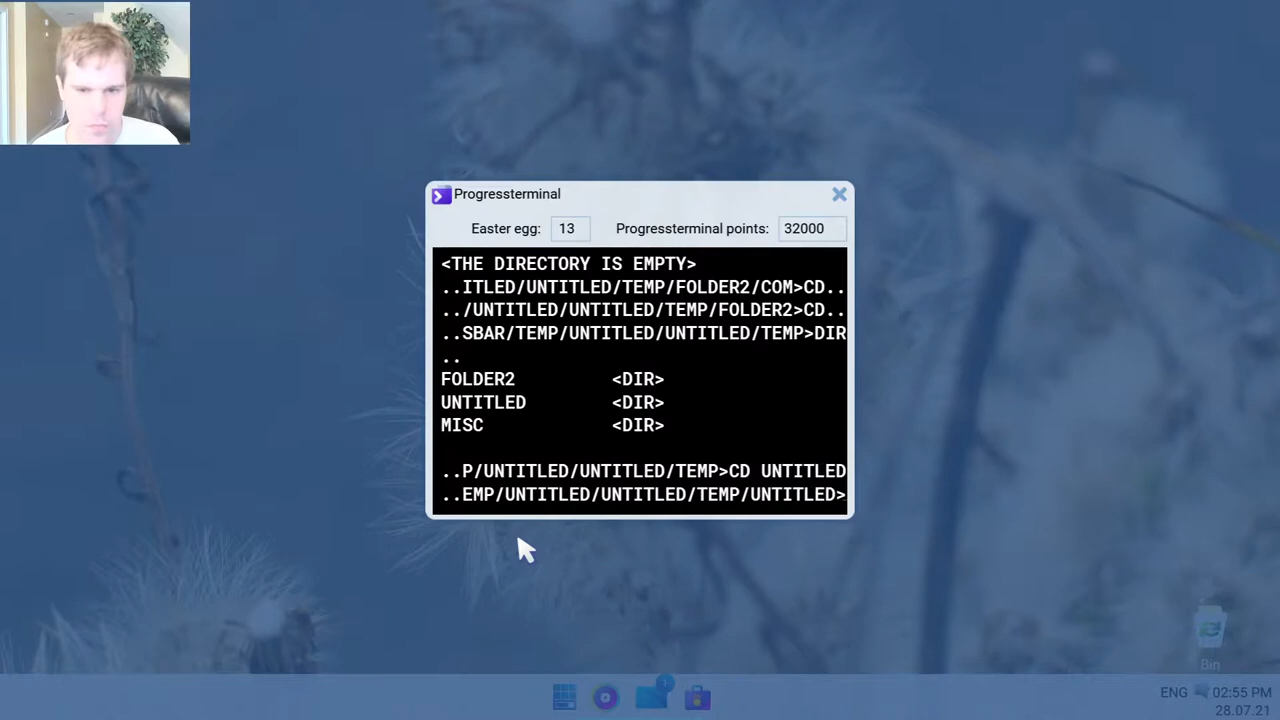 Progressterminal
Easter egg: 13 Progressterminal points: 32000
<THE DIRECTORY IS EMPTY>
..ITLED/UNTITLED/TEMP/FOLDER2/COM>CD..
../UNTITLED/UNTITLED/TEMP/FOLDER2>CD..
..SBAR/TEMP/UNTITLED/UNTITLED/TEMP>DIR
..
FOLDER2 <DIR>
UNTITLED <DIR>
MISC <DIR>
..P/UNTITLED/UNTITLED/TEMP>CD UNTITLED
..EMP/UNTITLED/UNTITLED/TEMP/UNTITLED>
Bin
ENG 02:55 PM
28.07.21